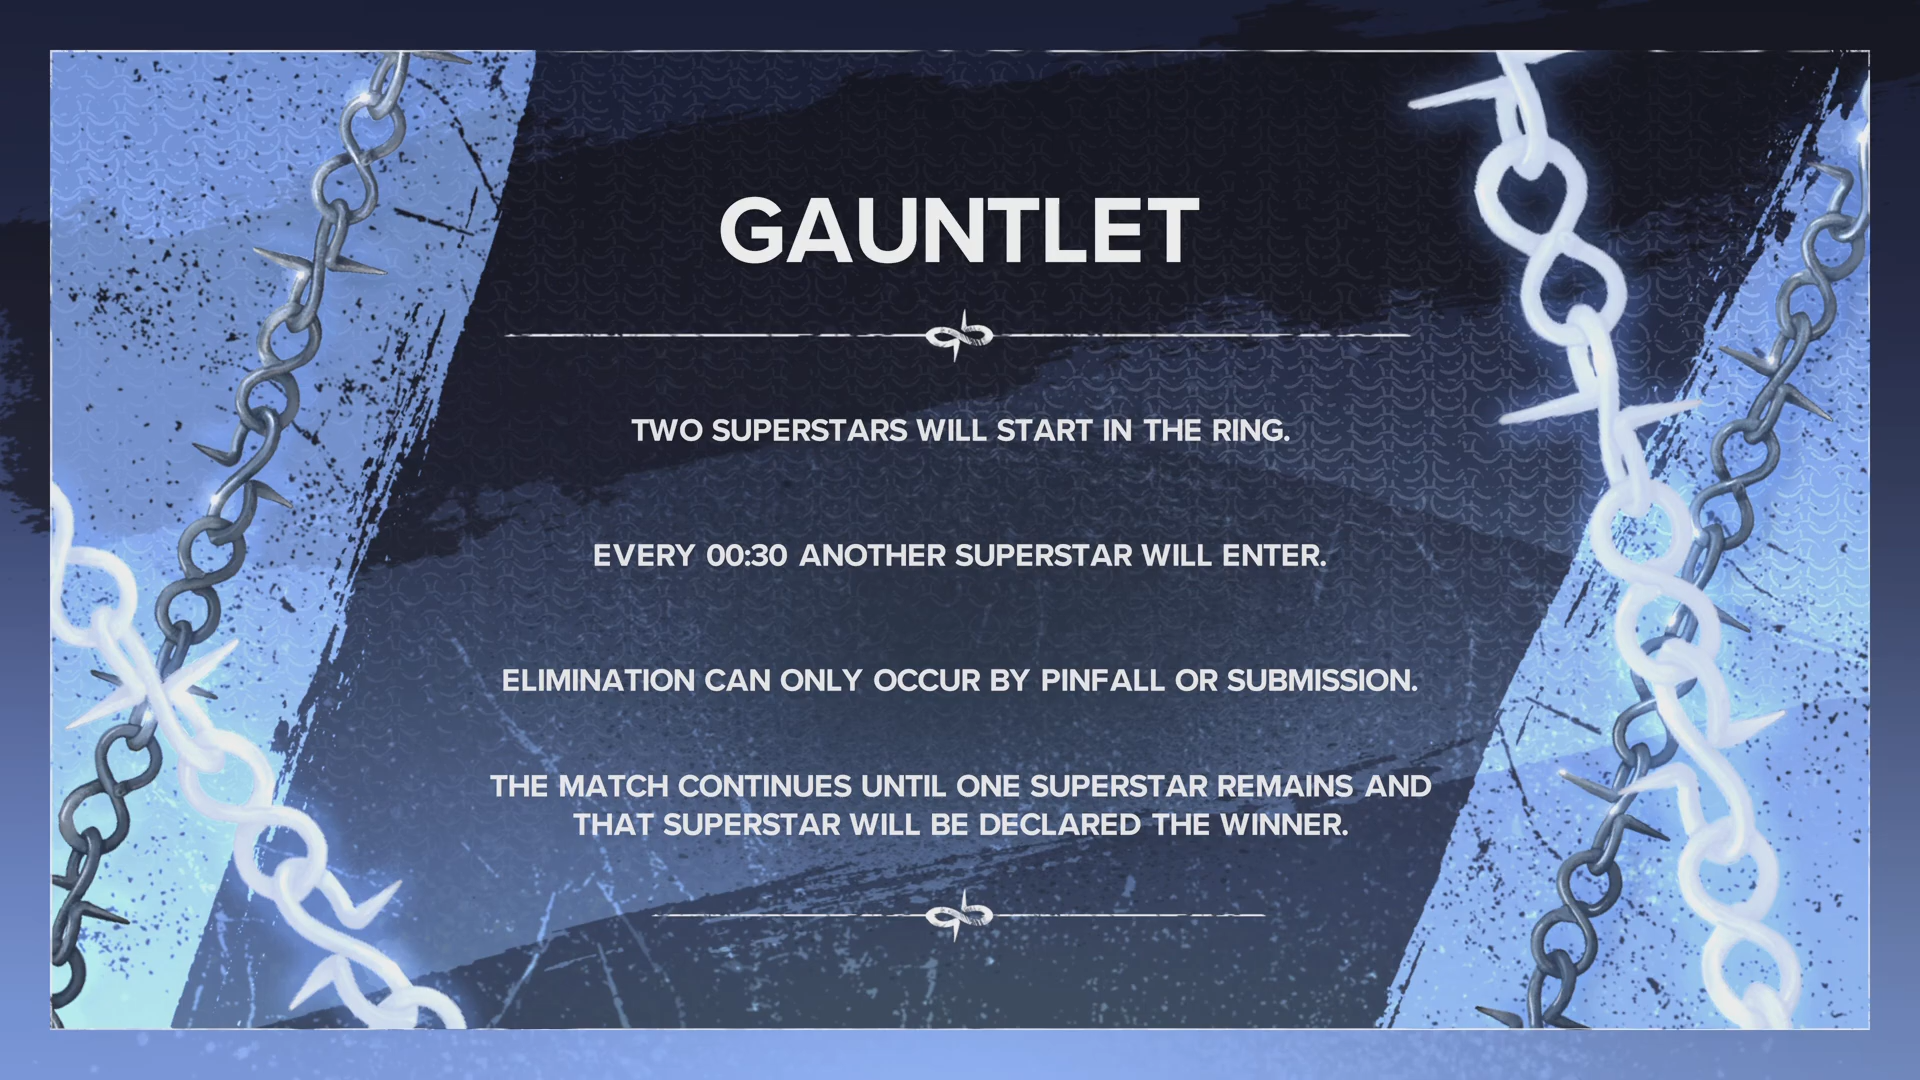 GAUNTLET
TWO SUPERSTARS WILL START IN THE RING.
EVERY 00:30 ANOTHER SUPERSTAR WILL ENTER.
ELIMINATION CAN ONLY OCCUR BY PINFALL OR SUBMISSION.
THE MATCH CONTINUES UNTIL ONE SUPERSTAR REMAINS AND
THAT SUPERSTAR WILL BE DECLARED THE WINNER.